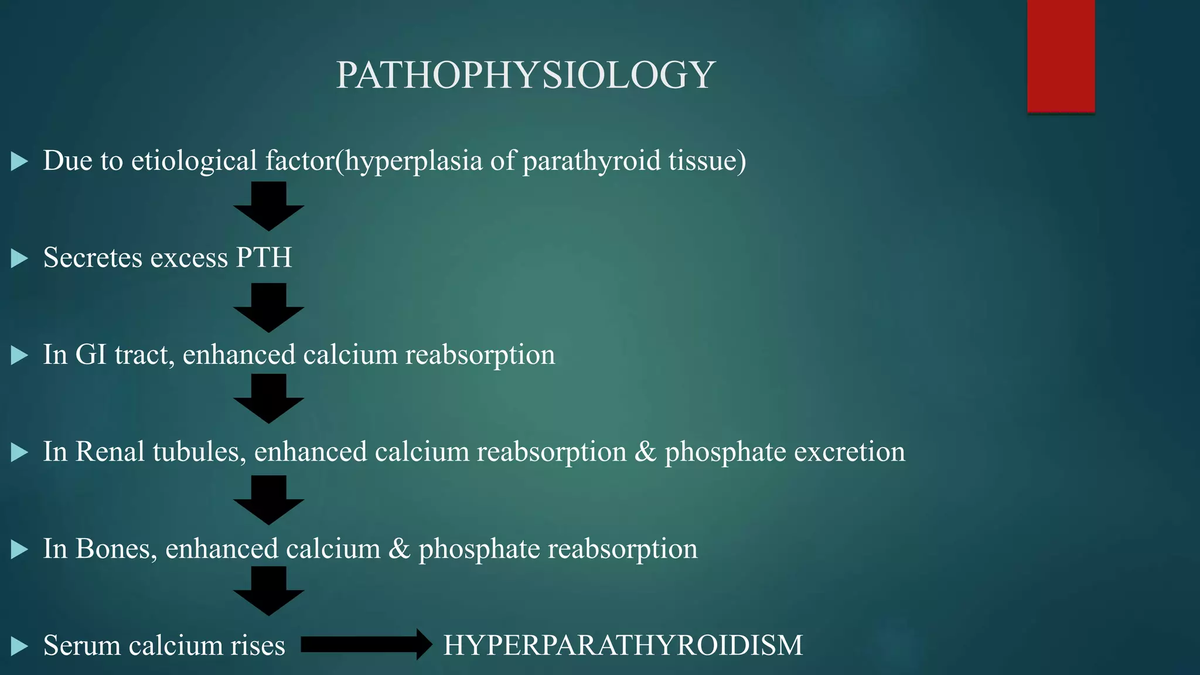 PATHOPHYSIOLOGY
Due to etiological factor(hyperplasia of parathyroid tissue)
Secretes excess PTH
In GI tract, enhanced calcium reabsorption
In Renal tubules, enhanced calcium reabsorption & phosphate excretion
In Bones, enhanced calcium & phosphate reabsorption
Serum calcium rises HYPERPARATHYROIDISM